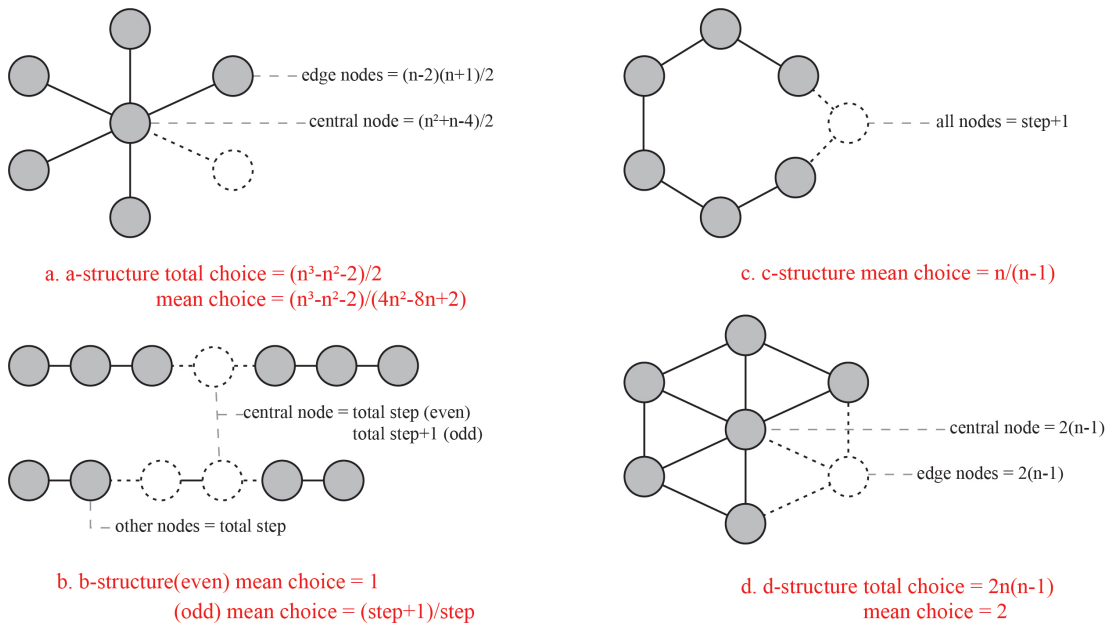 edge nodes = (n-2)(n+1)/2
central node = (n²+n-4)/2
a. a-structure total choice = (n³-n²-2)/2
mean choice = (n³-n²-2)/(4n²-8n+2)
all nodes = step+1
c. c-structure mean choice = n/(n-1)
central node = total step (even)
total step+1 (odd)
other nodes = total step
b. b-structure(even) mean choice = 1
(odd) mean choice = (step+1)/step
central node = 2(n-1)
edge nodes = 2(n-1)
d. d-structure total choice = 2n(n-1)
mean choice = 2